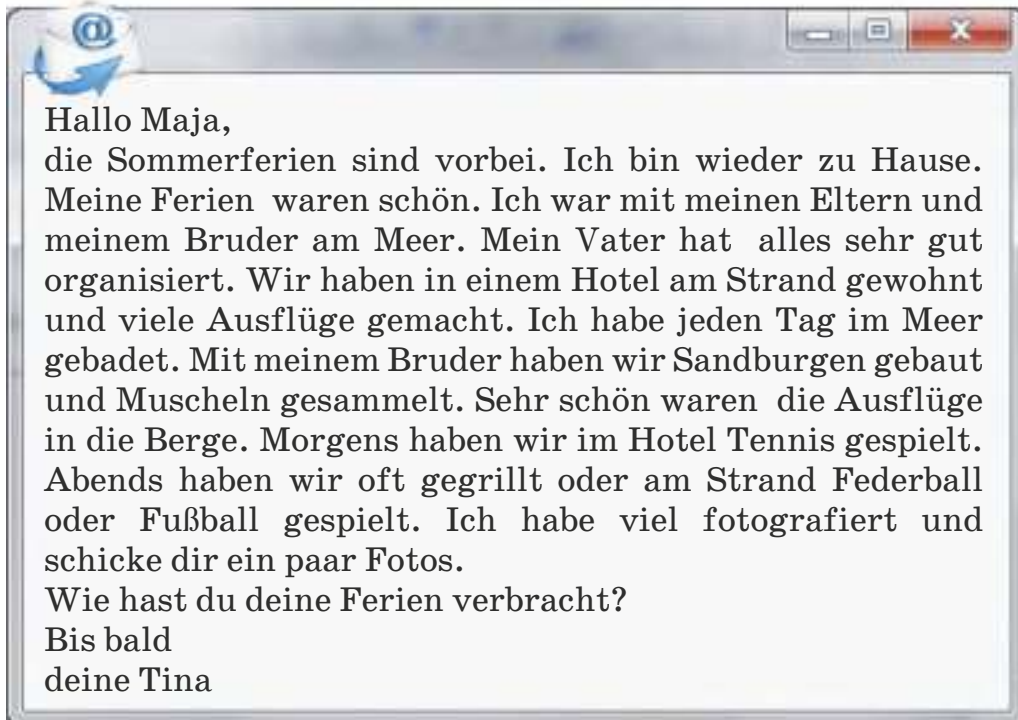 Hallo Maja,
die Sommerferien sind vorbei. Ich bin wieder zu Hause.
Meine Ferien waren schön. Ich war mit meinen Eltern und
meinem Bruder am Meer. Mein Vater hat alles sehr gut
organisiert. Wir haben in einem Hotel am Strand gewohnt
und viele Ausflüge gemacht. Ich habe jeden Tag im Meer
gebadet. Mit meinem Bruder haben wir Sandburgen gebaut
und Muscheln gesammelt. Sehr schön waren die Ausflüge
in die Berge. Morgens haben wir im Hotel Tennis gespielt.
Abends haben wir oft gegrillt oder am Strand Federball
oder Fußball gespielt. Ich habe viel fotografiert und
schicke dir ein paar Fotos.
Wie hast du deine Ferien verbracht?
Bis bald
deine Tina